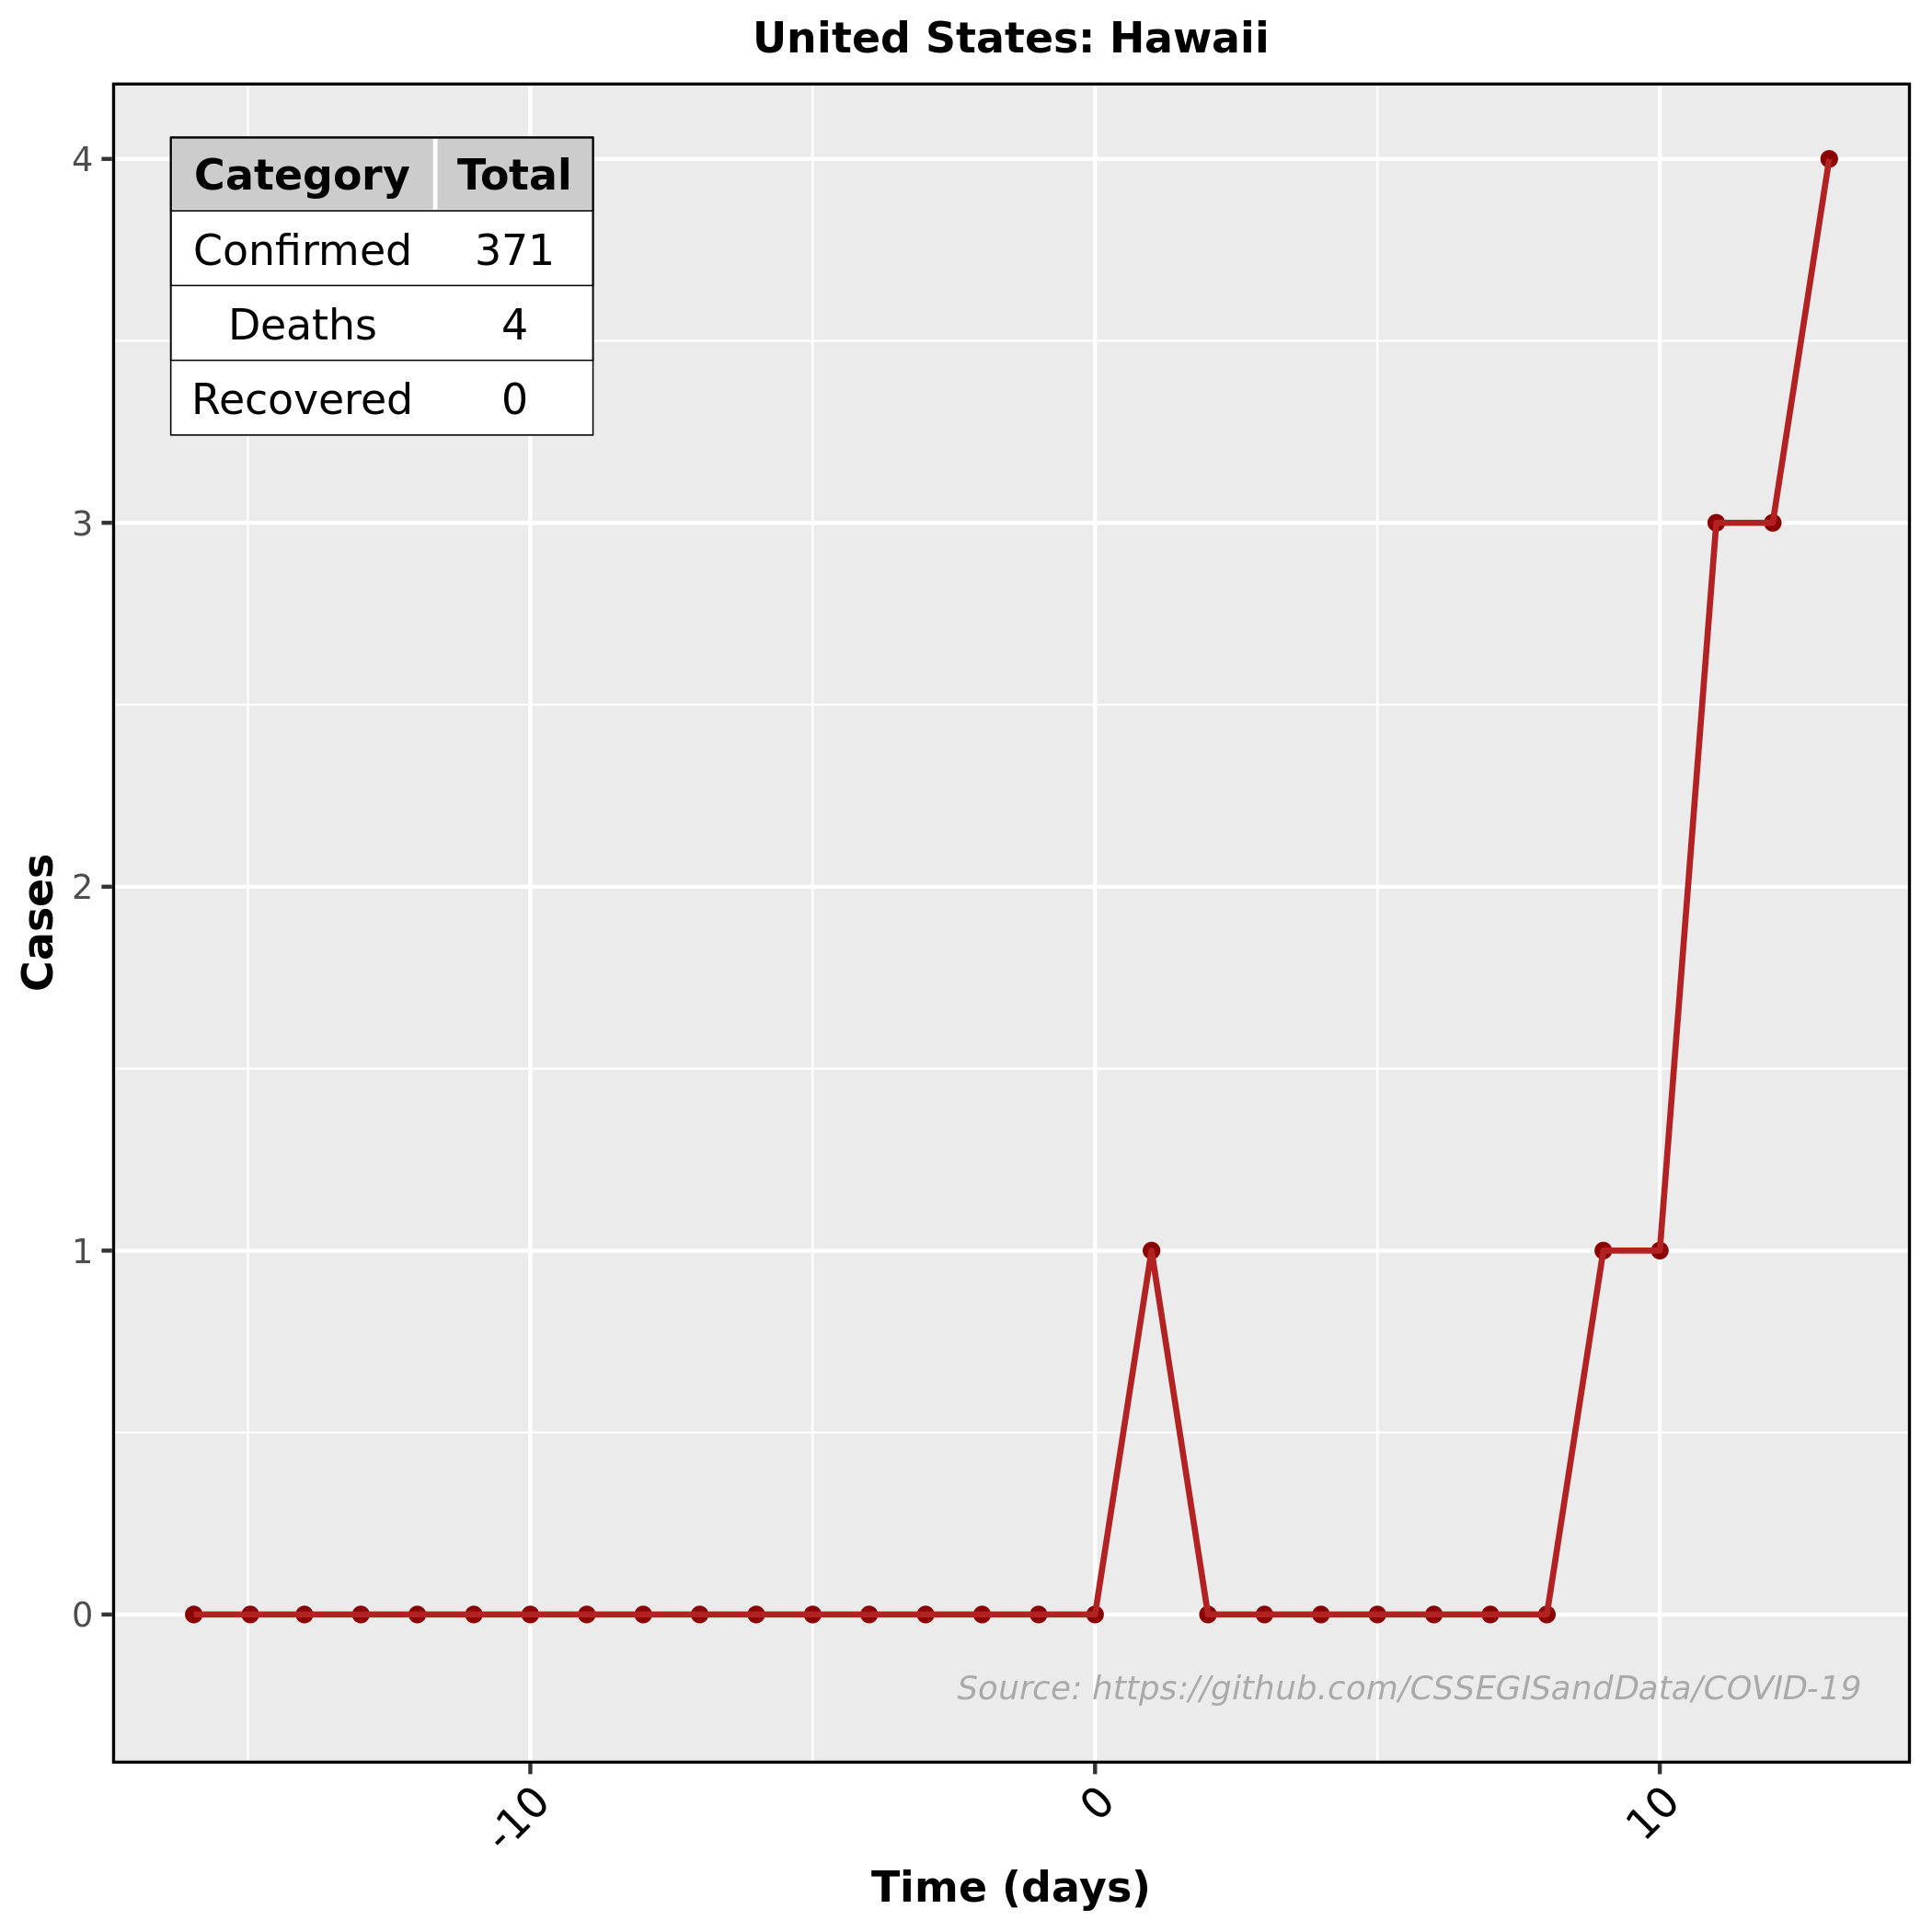 United States: Hawaii
Category Total
Confirmed 371
Deaths 4
Recovered 0
4
3
2
1
0
Cases
Source: https://github.com/CSSEGISandData/COVID-19
-10 0 10
Time (days)